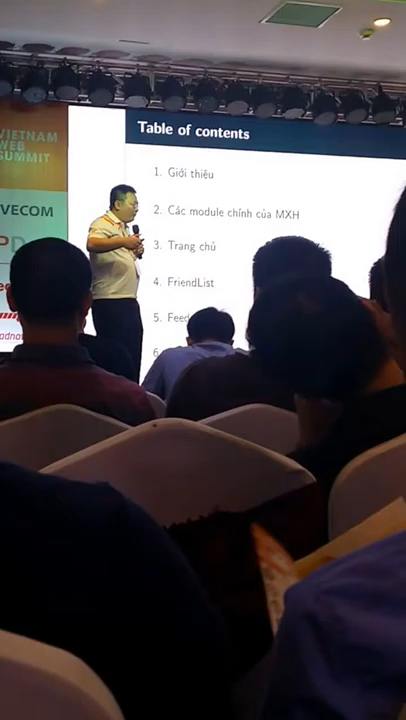 VIETNAM
WEB
SUMMIT
VECOM
Table of contents
1. Giới thiệu
2. Các module chính của MXH
3. Trang chủ
4. FriendList
5. Feed
6